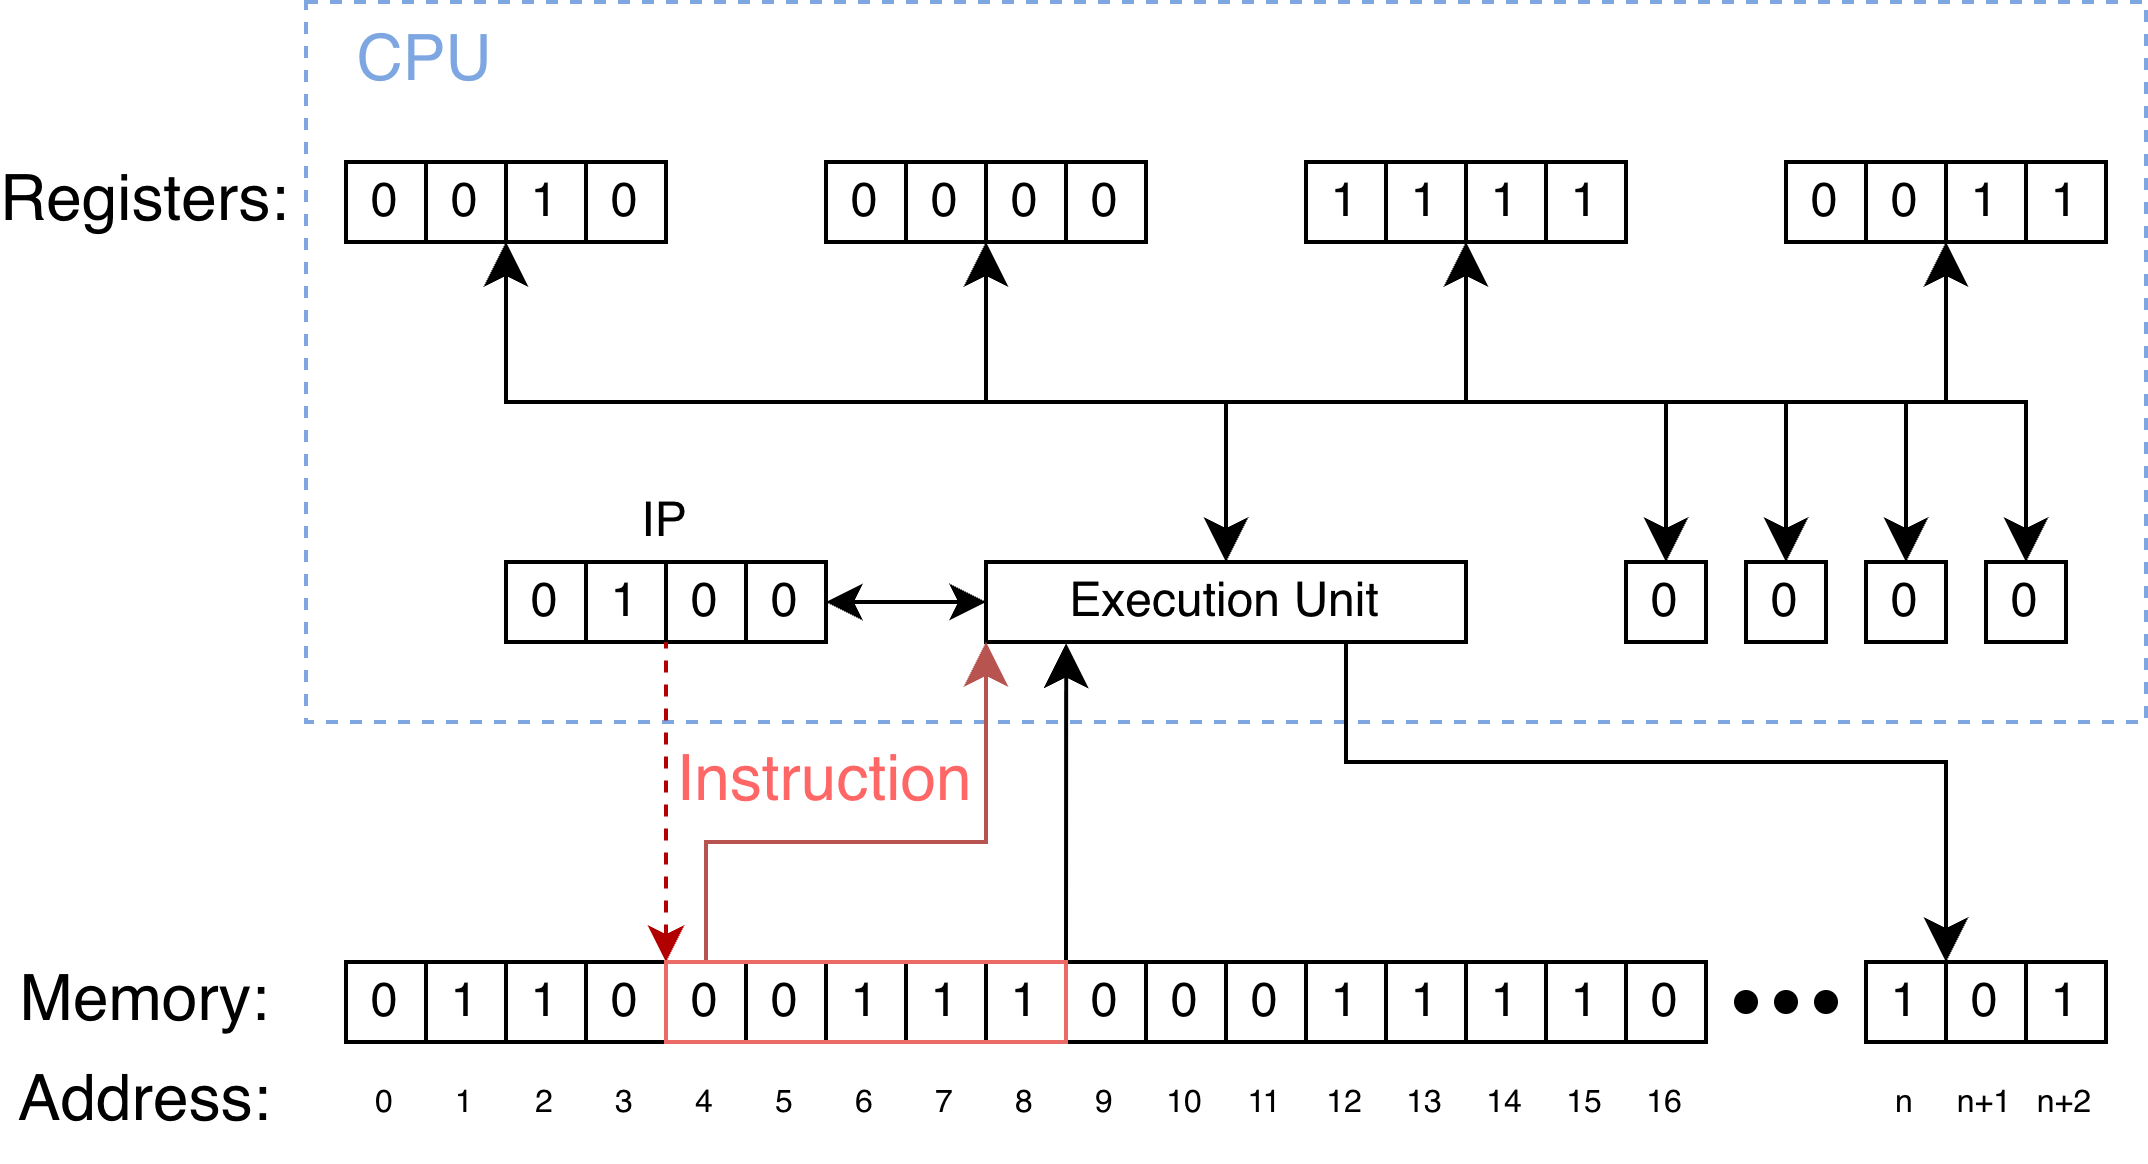 CPU
Registers: 0 0 1 0 0 0 0 0 1 1 1 1 0 0 1 1
IP
0 1 0 0 Execution Unit 0 0 0 0
Instruction
Memory: 0 1 1 0 0 0 1 1 1 0 0 0 1 1 1 1 0 1 0 1
Address: 0 1 2 3 4 5 6 7 8 9 10 11 12 13 14 15 16 n n+1 n+2